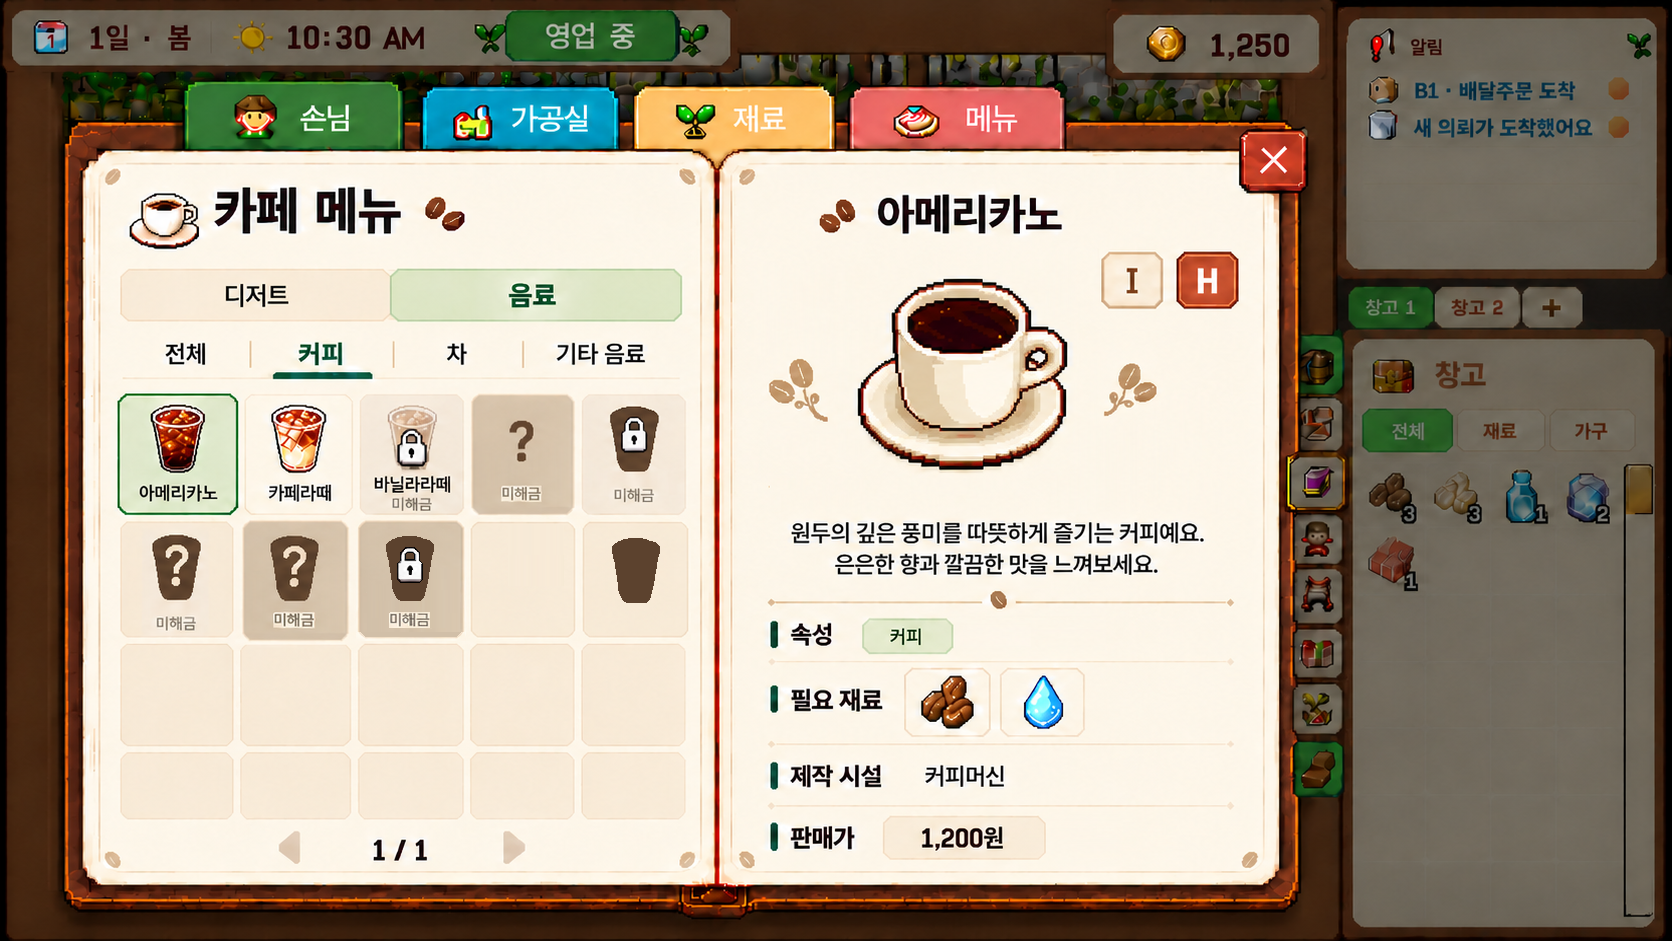 1일 · 봄
10:30 AM
영업 중
1,250
알림
B1 · 배달주문 도착
새 의뢰가 도착했어요
손님
가공실
재료
메뉴
카페 메뉴
디저트
음료
전체
커피
차
기타 음료
아메리카노
카페라떼
바닐라라떼
미해금
?
미해금
미해금
?
미해금
?
미해금
미해금
1 / 1
아메리카노
I
H
원두의 깊은 풍미를 따뜻하게 즐기는 커피예요.
은은한 향과 깔끔한 맛을 느껴보세요.
속성
커피
필요 재료
제작 시설
커피머신
판매가
1,200원
창고 1
창고 2
+
창고
전체
재료
가구
3
3
1
2
1